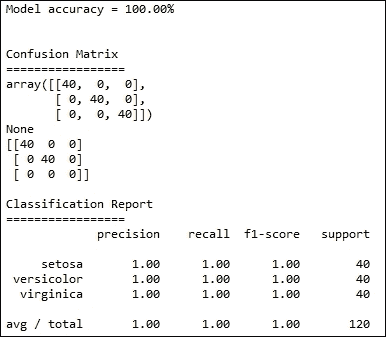 Model accuracy = 100.00%
Confusion Matrix
=================
array([[40, 0, 0],
[ 0, 40, 0],
[ 0, 0, 40]])
None
[[40 0 0]
[ 0 40 0]
[ 0 0 0]]
Classification Report
=================
precision recall f1-score support
setosa 1.00 1.00 1.00 40
versicolor 1.00 1.00 1.00 40
virginica 1.00 1.00 1.00 40
avg / total 1.00 1.00 1.00 120